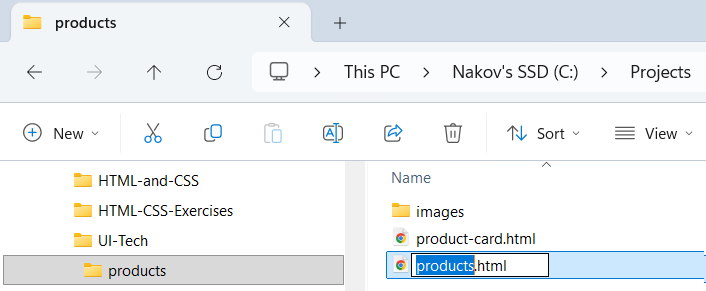 products
This PC > Nakov's SSD (C:) > Projects
New Sort View
Name
HTML-and-CSS
HTML-CSS-Exercises
UI-Tech
products
images
product-card.html
products.html